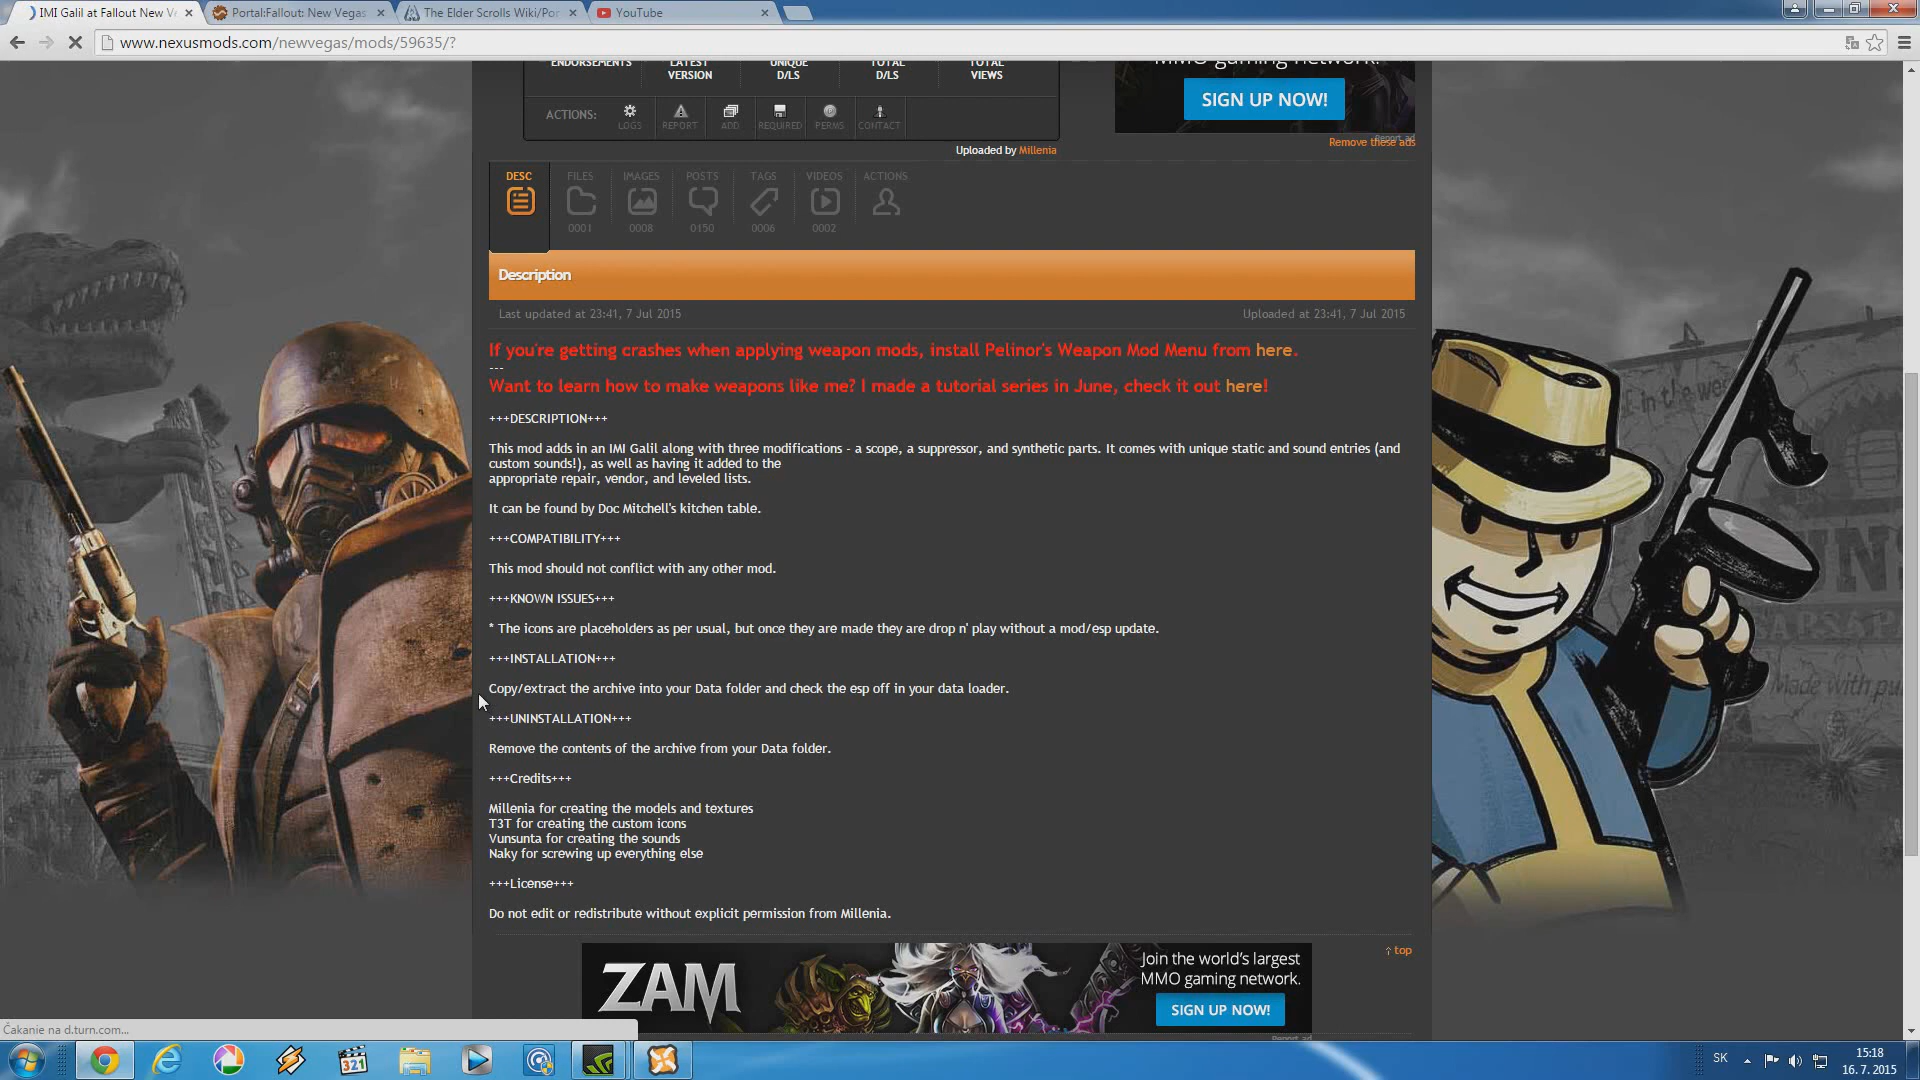 IMI Galil at Fallout New V
Portal:Fallout: New Vegas
The Elder Scrolls Wiki/Por
YouTube
www.nexusmods.com/newvegas/mods/59635/?
ENDORSEMENTS
LATEST VERSION
UNIQUE D/LS
TOTAL D/LS
TOTAL VIEWS
MMO gaming network.
SIGN UP NOW!
ACTIONS:
LOGS
REPORT
ADD
REQUIRED
PERMS
CONTACT
Report ad
Remove these ads
Uploaded by Millenia
DESC
FILES
IMAGES
POSTS
TAGS
VIDEOS
ACTIONS
0001
0008
0150
0006
0002
Description
Last updated at 23:41, 7 Jul 2015
Uploaded at 23:41, 7 Jul 2015
If you're getting crashes when applying weapon mods, install Pelinor's Weapon Mod Menu from here.
---
Want to learn how to make weapons like me? I made a tutorial series in June, check it out here!
+++DESCRIPTION+++
This mod adds in an IMI Galil along with three modifications - a scope, a suppressor, and synthetic parts. It comes with unique static and sound entries (and
custom sounds!), as well as having it added to the
appropriate repair, vendor, and leveled lists.
It can be found by Doc Mitchell's kitchen table.
+++COMPATIBILITY+++
This mod should not conflict with any other mod.
+++KNOWN ISSUES+++
* The icons are placeholders as per usual, but once they are made they are drop n' play without a mod/esp update.
+++INSTALLATION+++
Copy/extract the archive into your Data folder and check the esp off in your data loader.
+++UNINSTALLATION+++
Remove the contents of the archive from your Data folder.
+++Credits+++
Millenia for creating the models and textures
T3T for creating the custom icons
Vunsunta for creating the sounds
Naky for screwing up everything else
+++License+++
Do not edit or redistribute without explicit permission from Millenia.
↑ top
ZAM
Join the world's largest
MMO gaming network.
SIGN UP NOW!
Report ad
Made with pu
Čakanie na d.turn.com...
321
SK
15:18
16. 7. 2015